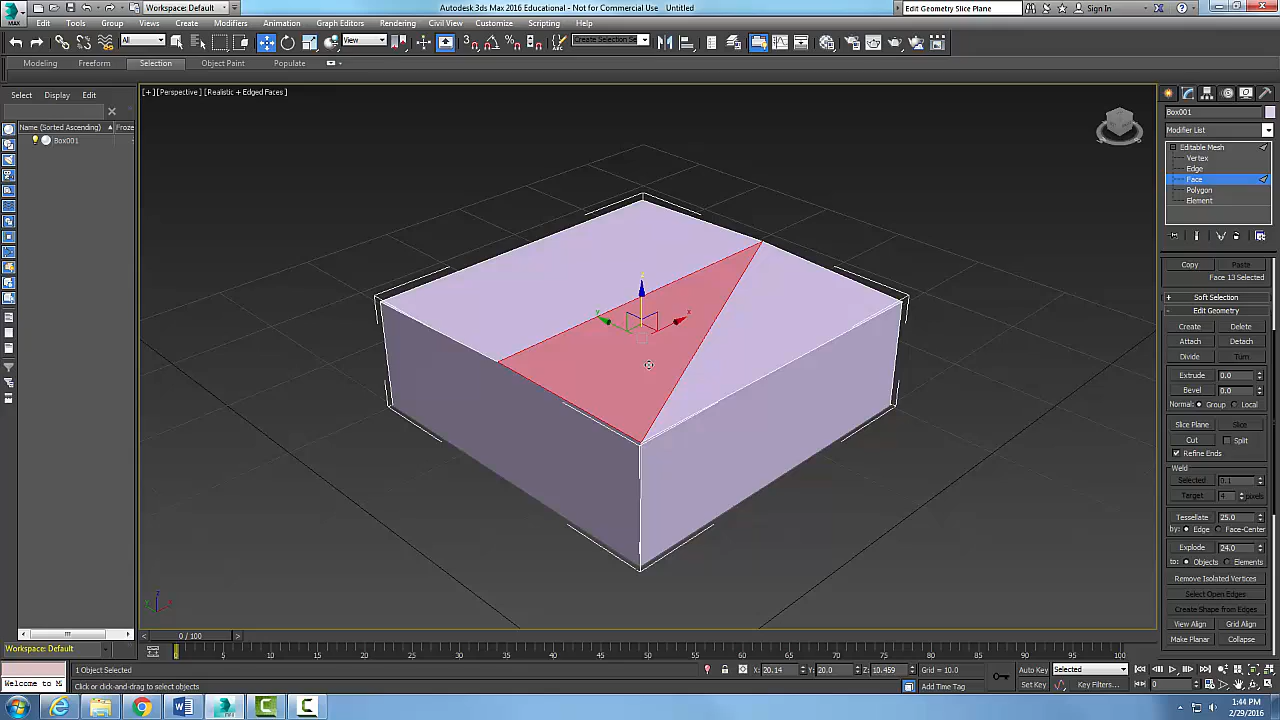 Workspace: Default
Autodesk 3ds Max 2016 Educational - Not for Commercial Use Untitled
Edit Geometry Slice Plane
Sign In
MAX
Edit Tools Group Views Create Modifiers Animation Graph Editors Rendering Civil View Customize Scripting Help
All
View
Create Selection Se
Modeling Freeform Selection Object Paint Populate
Select Display Edit
[+] [Perspective] [Realistic + Edged Faces]
Name (Sorted Ascending) ▲ Froze
Box001
Box001
Modifier List
Editable Mesh
Vertex
Edge
Face
Polygon
Element
Copy Paste
Face 13 Selected
+ Soft Selection
- Edit Geometry
Create Delete
Attach Detach
Divide Turn
Extrude 0.0
Bevel 0.0
Normal: Group Local
Slice Plane Slice
Cut Split
Refine Ends
Weld
Selected 0.1
Target 4 pixels
Tessellate 25.0
by: Edge Face-Center
Explode 24.0
to: Objects Elements
Remove Isolated Vertices
Select Open Edges
Create Shape from Edges
View Align Grid Align
Make Planar Collapse
x
y
z
0 / 100
Workspace: Default
5 10 15 20 25 30 35 40 45 50 55 60 65 70 75 80 85 90 95 100
1 Object Selected
X: 20.14 Y: 20.0 Z: 10.459 Grid = 10.0
Auto Key Selected
Welcome to M
Click or click-and-drag to select objects
Add Time Tag
Set Key Key Filters...
0
1:44 PM
2/29/2016